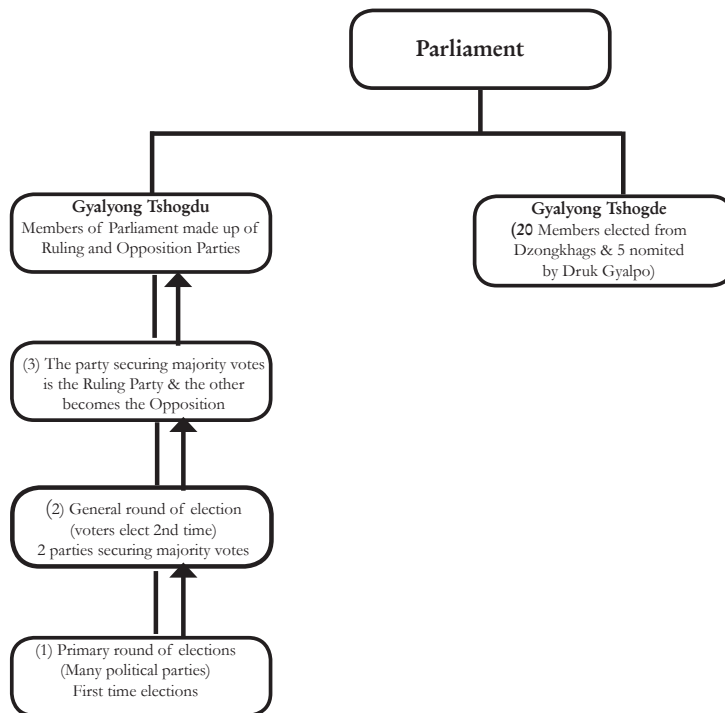 Parliament
Gyalyong Tshogdu
Members of Parliament made up of
Ruling and Opposition Parties
Gyalyong Tshogde
(20 Members elected from
Dzongkhags & 5 nomited
by Druk Gyalpo)
(3) The party securing majority votes
is the Ruling Party & the other
becomes the Opposition
(2) General round of election
(voters elect 2nd time)
2 parties securing majority votes
(1) Primary round of elections
(Many political parties)
First time elections